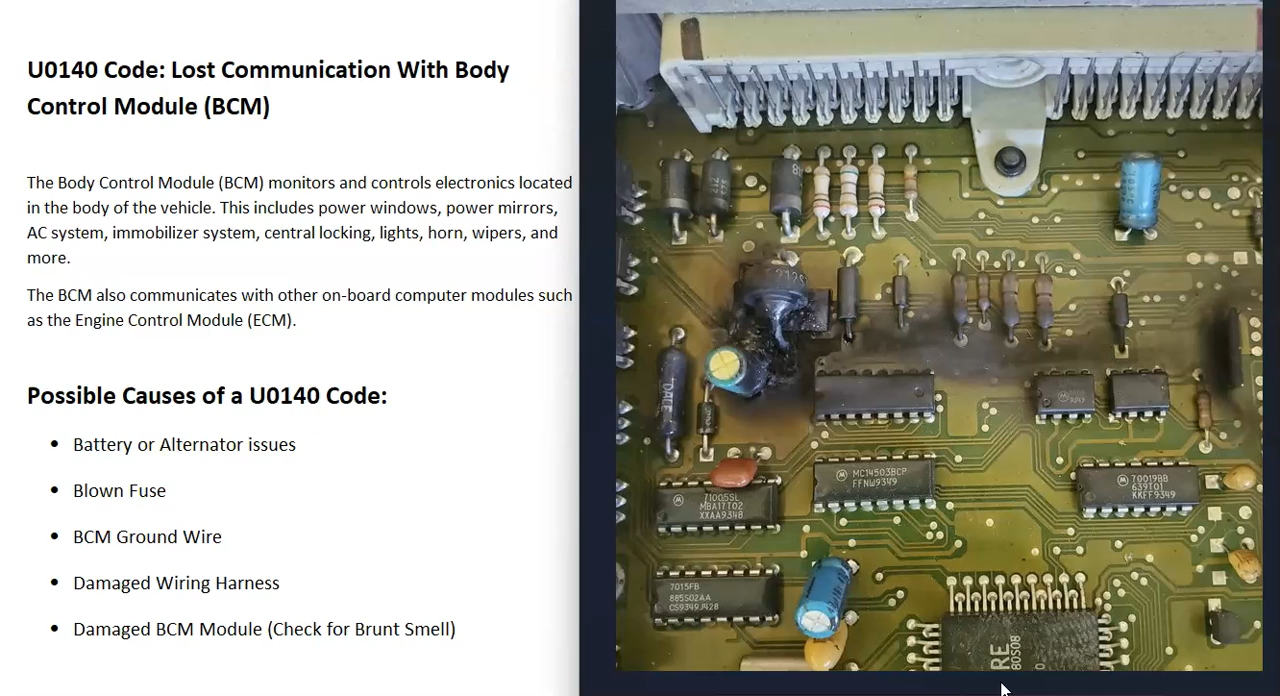 U0140 Code: Lost Communication With Body
Control Module (BCM)
The Body Control Module (BCM) monitors and controls electronics located
in the body of the vehicle. This includes power windows, power mirrors,
AC system, immobilizer system, central locking, lights, horn, wipers, and
more.
The BCM also communicates with other on-board computer modules such
as the Engine Control Module (ECM).
Possible Causes of a U0140 Code:
• Battery or Alternator issues
• Blown Fuse
• BCM Ground Wire
• Damaged Wiring Harness
• Damaged BCM Module (Check for Brunt Smell)
DALE
71005SL
MBA17T02
XXAA9348
MC14503BCP
FFNW9349
70019BB
639T01
KKFF9349
7015FB
885S02AA
CS9349J428